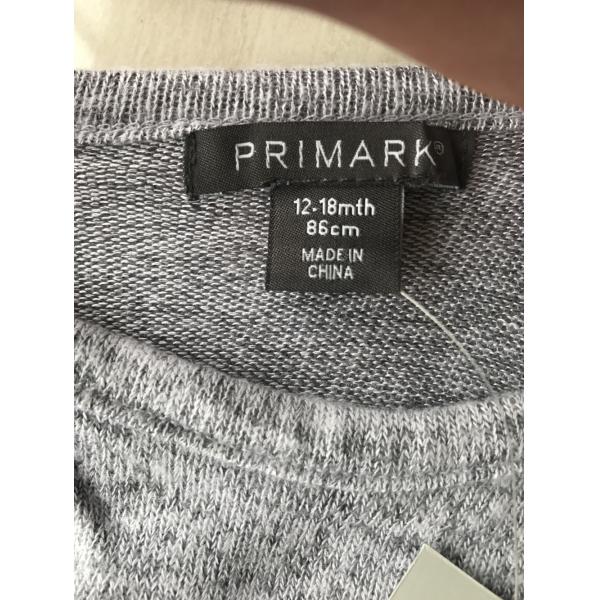 PRIMARK®
12-18mth
86cm
MADE IN
CHINA